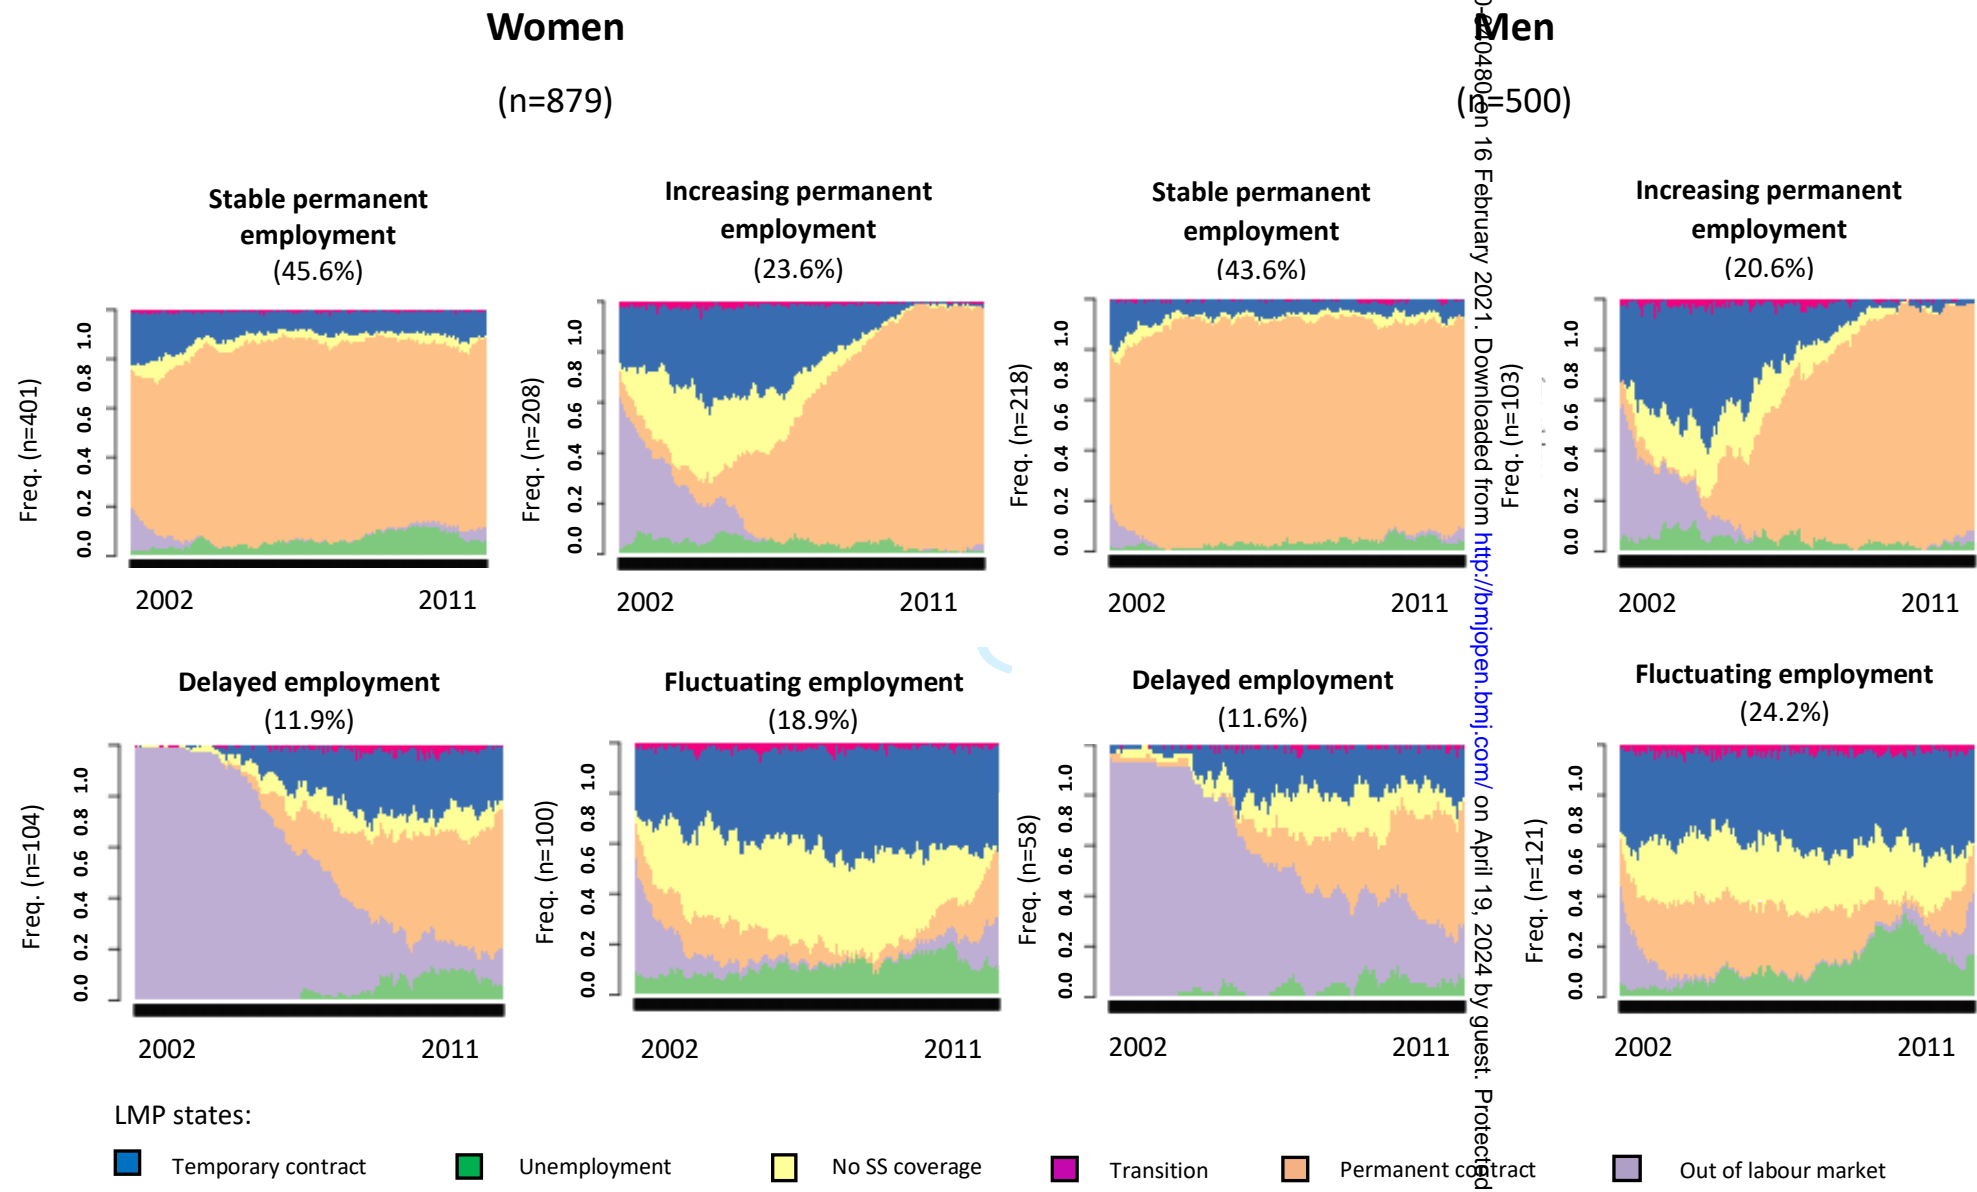 Women
(n=879)
Men
(n=500)
Stable permanent
employment
(45.6%)
Increasing permanent
employment
(23.6%)
Stable permanent
employment
(43.6%)
Increasing permanent
employment
(20.6%)
Freq. (n=401)
0.0 0.2 0.4 0.6 0.8 1.0
2002 2011
Freq. (n=208)
0.0 0.2 0.4 0.6 0.8 1.0
2002 2011
Freq. (n=218)
0.0 0.2 0.4 0.6 0.8 1.0
2002 2011
Freq. (n=103)
0.0 0.2 0.4 0.6 0.8 1.0
2002 2011
Delayed employment
(11.9%)
Fluctuating employment
(18.9%)
Delayed employment
(11.6%)
Fluctuating employment
(24.2%)
Freq. (n=104)
0.0 0.2 0.4 0.6 0.8 1.0
2002 2011
Freq. (n=100)
0.0 0.2 0.4 0.6 0.8 1.0
2002 2011
Freq. (n=58)
0.0 0.2 0.4 0.6 0.8 1.0
2002 2011
Freq. (n=121)
0.0 0.2 0.4 0.6 0.8 1.0
2002 2011
LMP states:
Temporary contract
Unemployment
No SS coverage
Transition
Permanent contract
Out of labour market
on 16 February 2021. Downloaded from http://bmjopen.bmj.com/ on April 19, 2024 by guest. Protected